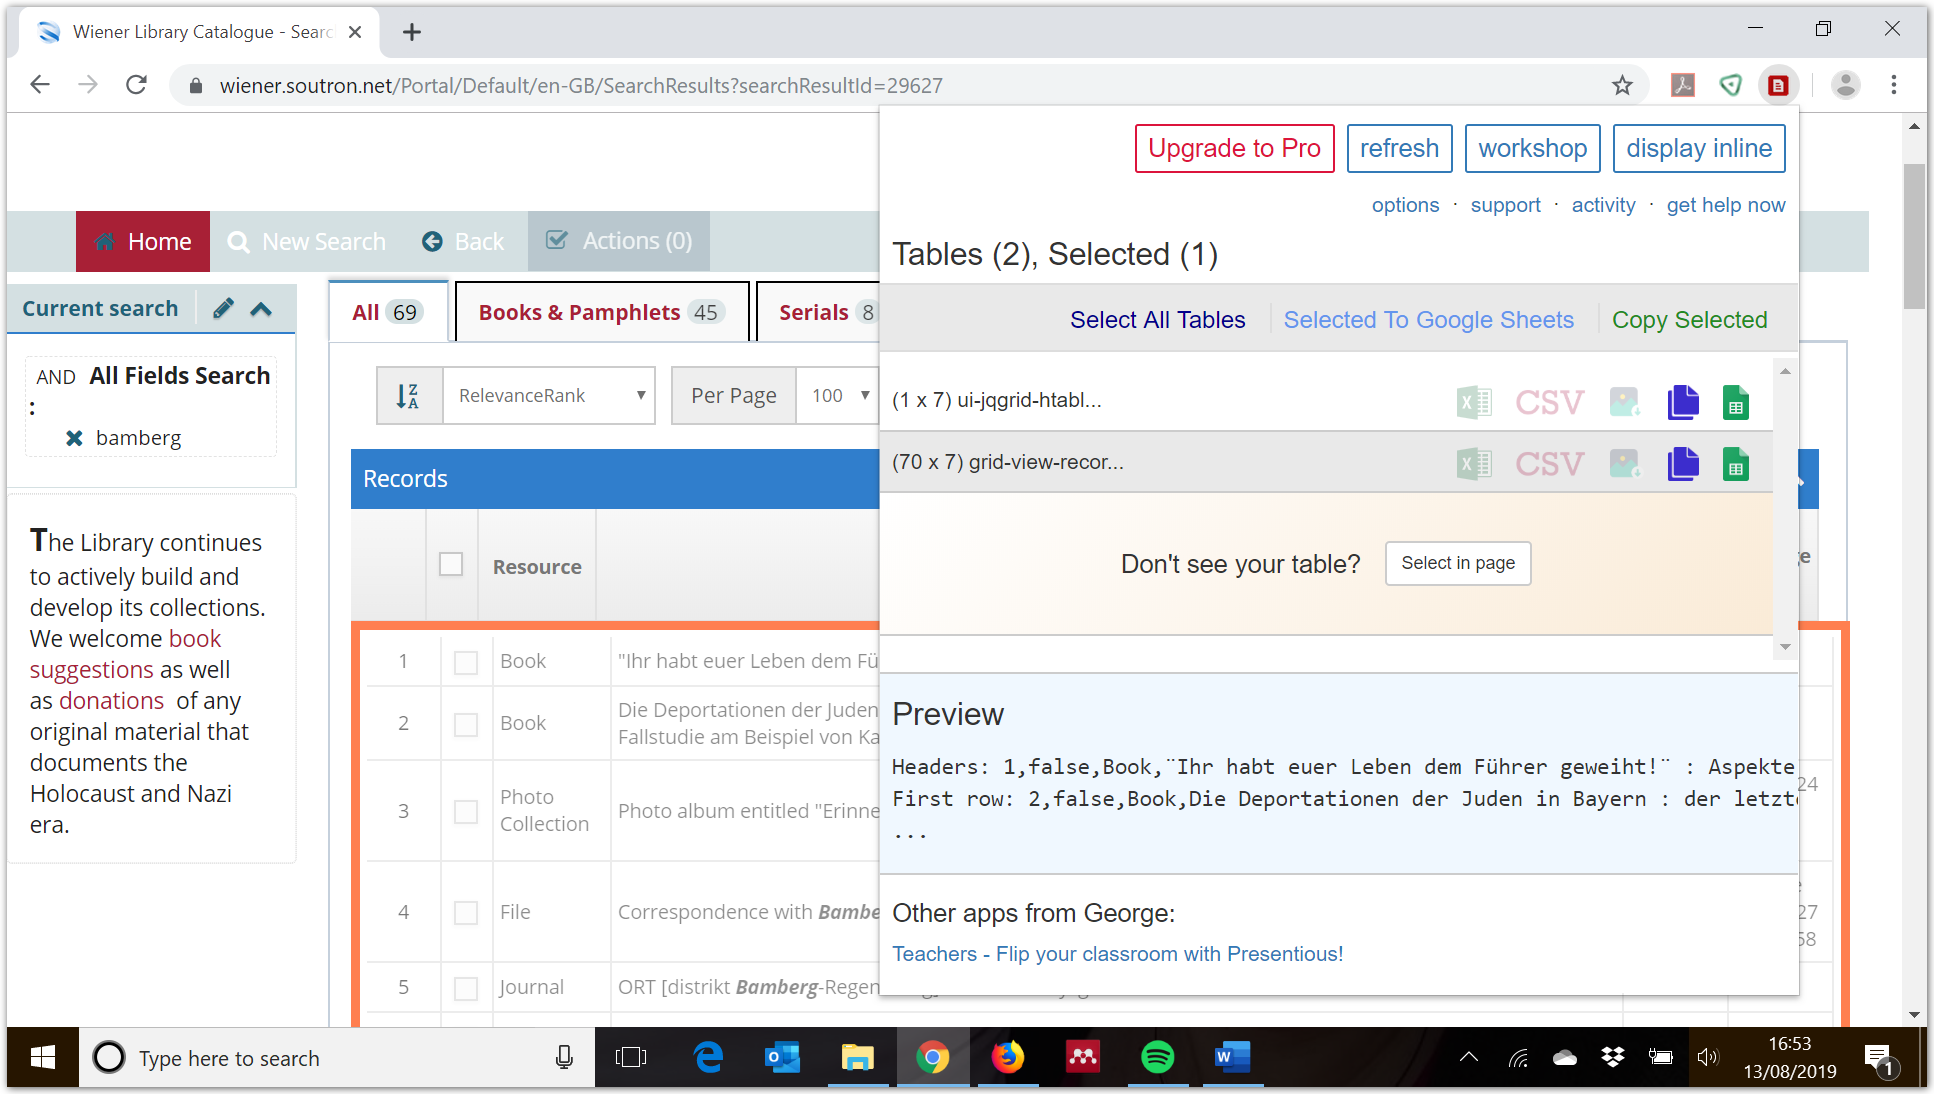 Wiener Library Catalogue - Searc
wiener.soutron.net/Portal/Default/en-GB/SearchResults?searchResultId=29627
Home
New Search
Back
Actions (0)
Current search
AND All Fields Search
:
bamberg
The Library continues
to actively build and
develop its collections.
We welcome book
suggestions as well
as donations of any
original material that
documents the
Holocaust and Nazi
era.
All 69
Books & Pamphlets 45
Serials 8
RelevanceRank
Per Page 100
Records
Resource
1 Book "Ihr habt euer Leben dem Fü
2 Book Die Deportationen der Juden
Fallstudie am Beispiel von Ka
3 Photo
Collection Photo album entitled "Erinne
24
4 File Correspondence with Bambe
27
58
5 Journal ORT [distrikt Bamberg-Regen
Upgrade to Pro
refresh
workshop
display inline
options · support · activity · get help now
Tables (2), Selected (1)
Select All Tables
Selected To Google Sheets
Copy Selected
(1 x 7) ui-jqgrid-htabl...
CSV
(70 x 7) grid-view-recor...
CSV
Don't see your table?
Select in page
Preview
Headers: 1,false,Book,¨Ihr habt euer Leben dem Führer geweiht!¨ : Aspekte
First row: 2,false,Book,Die Deportationen der Juden in Bayern : der letzt
...
Other apps from George:
Teachers - Flip your classroom with Presentious!
Type here to search
16:53
13/08/2019
1